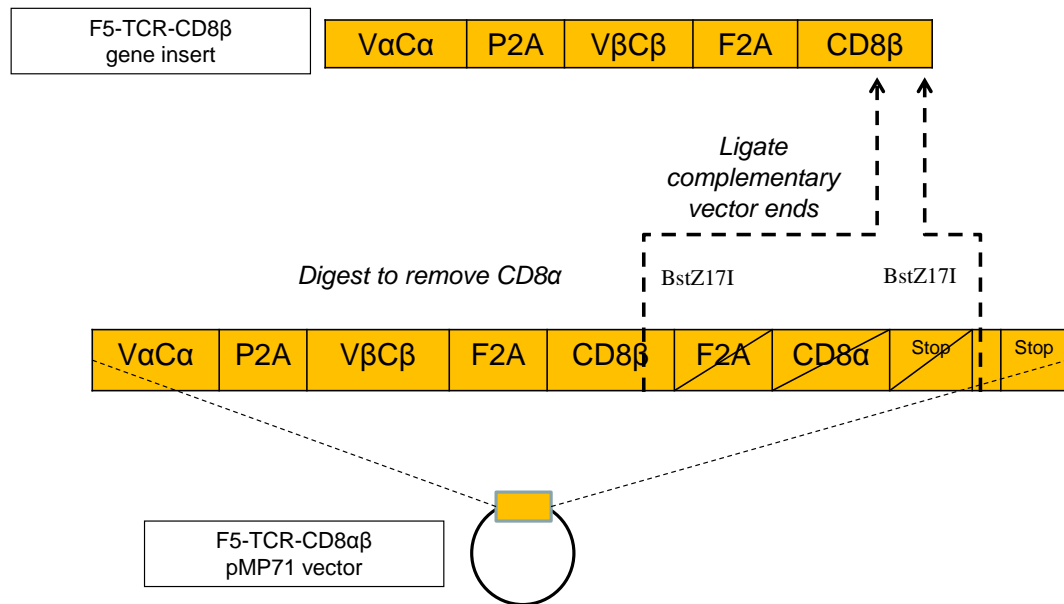 F5-TCR-CD8β
gene insert
VαCα P2A VβCβ F2A CD8β
Ligate
complementary
vector ends
Digest to remove CD8α
BstZ17I BstZ17I
VαCα P2A VβCβ F2A CD8β F2A CD8α Stop Stop
F5-TCR-CD8αβ
pMP71 vector